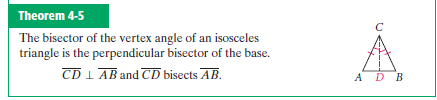 Theorem 4-5
The bisector of the vertex angle of an isosceles
triangle is the perpendicular bisector of the base.
CD ⊥ AB and CD bisects AB.
C
A D B